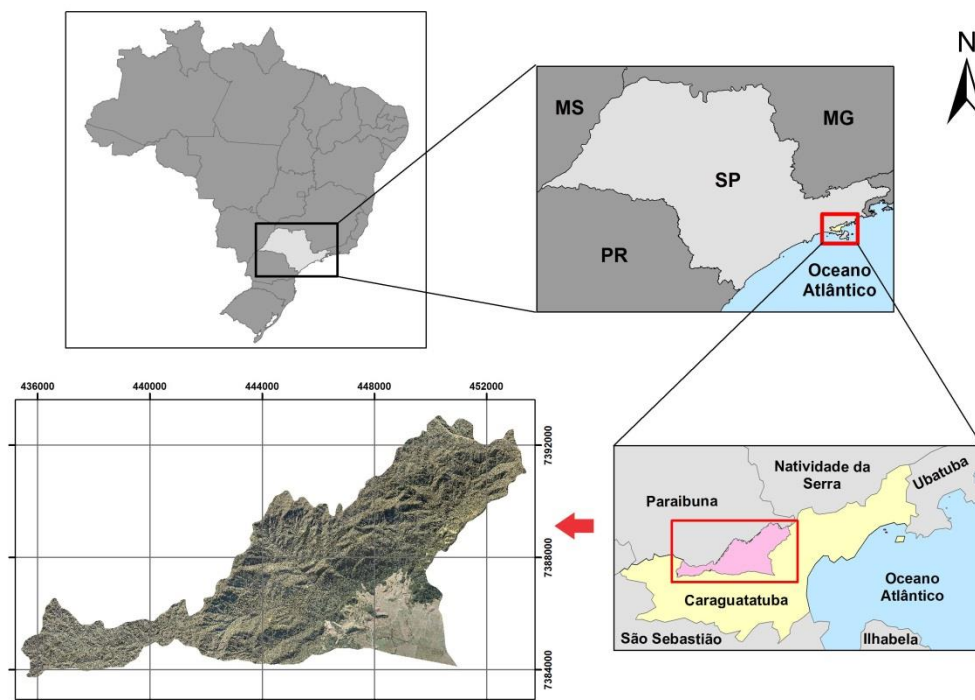 N
MS
MG
SP
PR
Oceano
Atlântico
436000
440000
444000
448000
452000
7392000
7388000
7384000
Natividade da
Serra
Ubatuba
Paraibuna
Caraguatatuba
Oceano
Atlântico
São Sebastião
Ilhabela